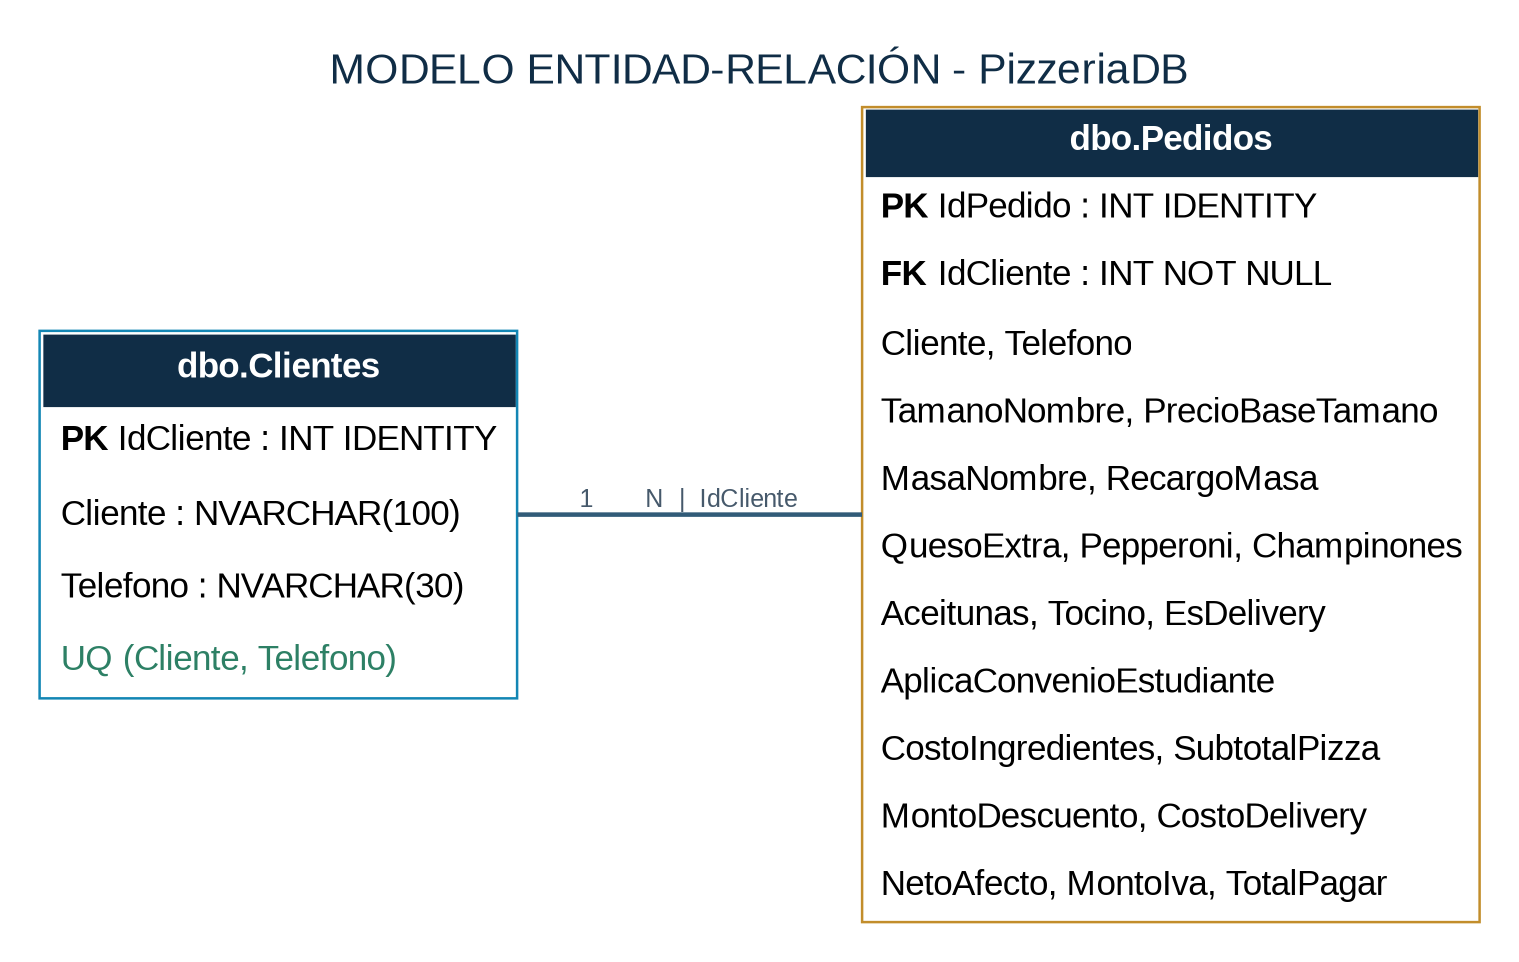 MODELO ENTIDAD-RELACIÓN - PizzeriaDB
dbo.Clientes
PK IdCliente : INT IDENTITY
Cliente : NVARCHAR(100)
Telefono : NVARCHAR(30)
UQ (Cliente, Telefono)
1 N | IdCliente
dbo.Pedidos
PK IdPedido : INT IDENTITY
FK IdCliente : INT NOT NULL
Cliente, Telefono
TamanoNombre, PrecioBaseTamano
MasaNombre, RecargoMasa
QuesoExtra, Pepperoni, Champinones
Aceitunas, Tocino, EsDelivery
AplicaConvenioEstudiante
CostoIngredientes, SubtotalPizza
MontoDescuento, CostoDelivery
NetoAfecto, MontoIva, TotalPagar